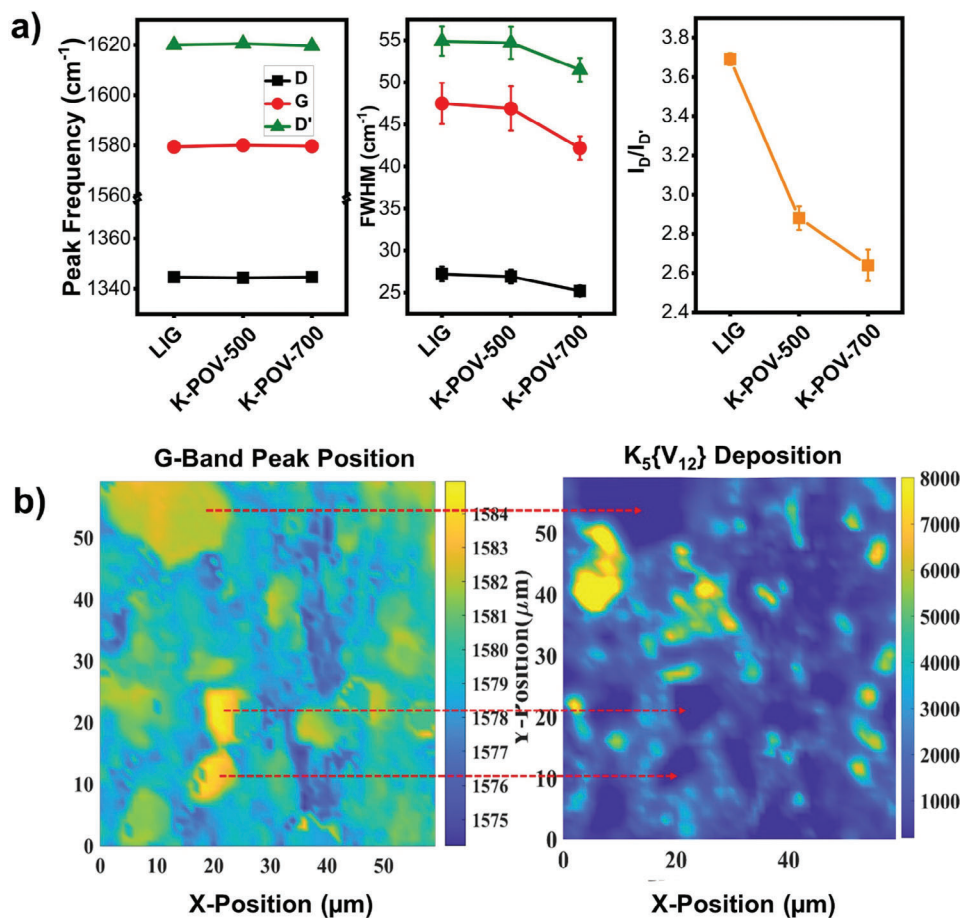 a)
Peak Frequency (cm⁻¹)
1620
1600
1580
1560
1360
1340
D
G
D'
LIG
K-POV-500
K-POV-700
FWHM (cm⁻¹)
55
50
45
40
35
30
25
LIG
K-POV-500
K-POV-700
I_D/I_D'
3.8
3.6
3.4
3.2
3.0
2.8
2.6
2.4
LIG
K-POV-500
K-POV-700
b)
G-Band Peak Position
50
40
30
20
10
0
0 10 20 30 40 50
X-Position (µm)
1584
1583
1582
1581
1580
1579
1578
1577
1576
1575
K₅{V₁₂} Deposition
Y-Position(µm)
50
40
30
20
10
0
0 20 40
X-Position (µm)
8000
7000
6000
5000
4000
3000
2000
1000